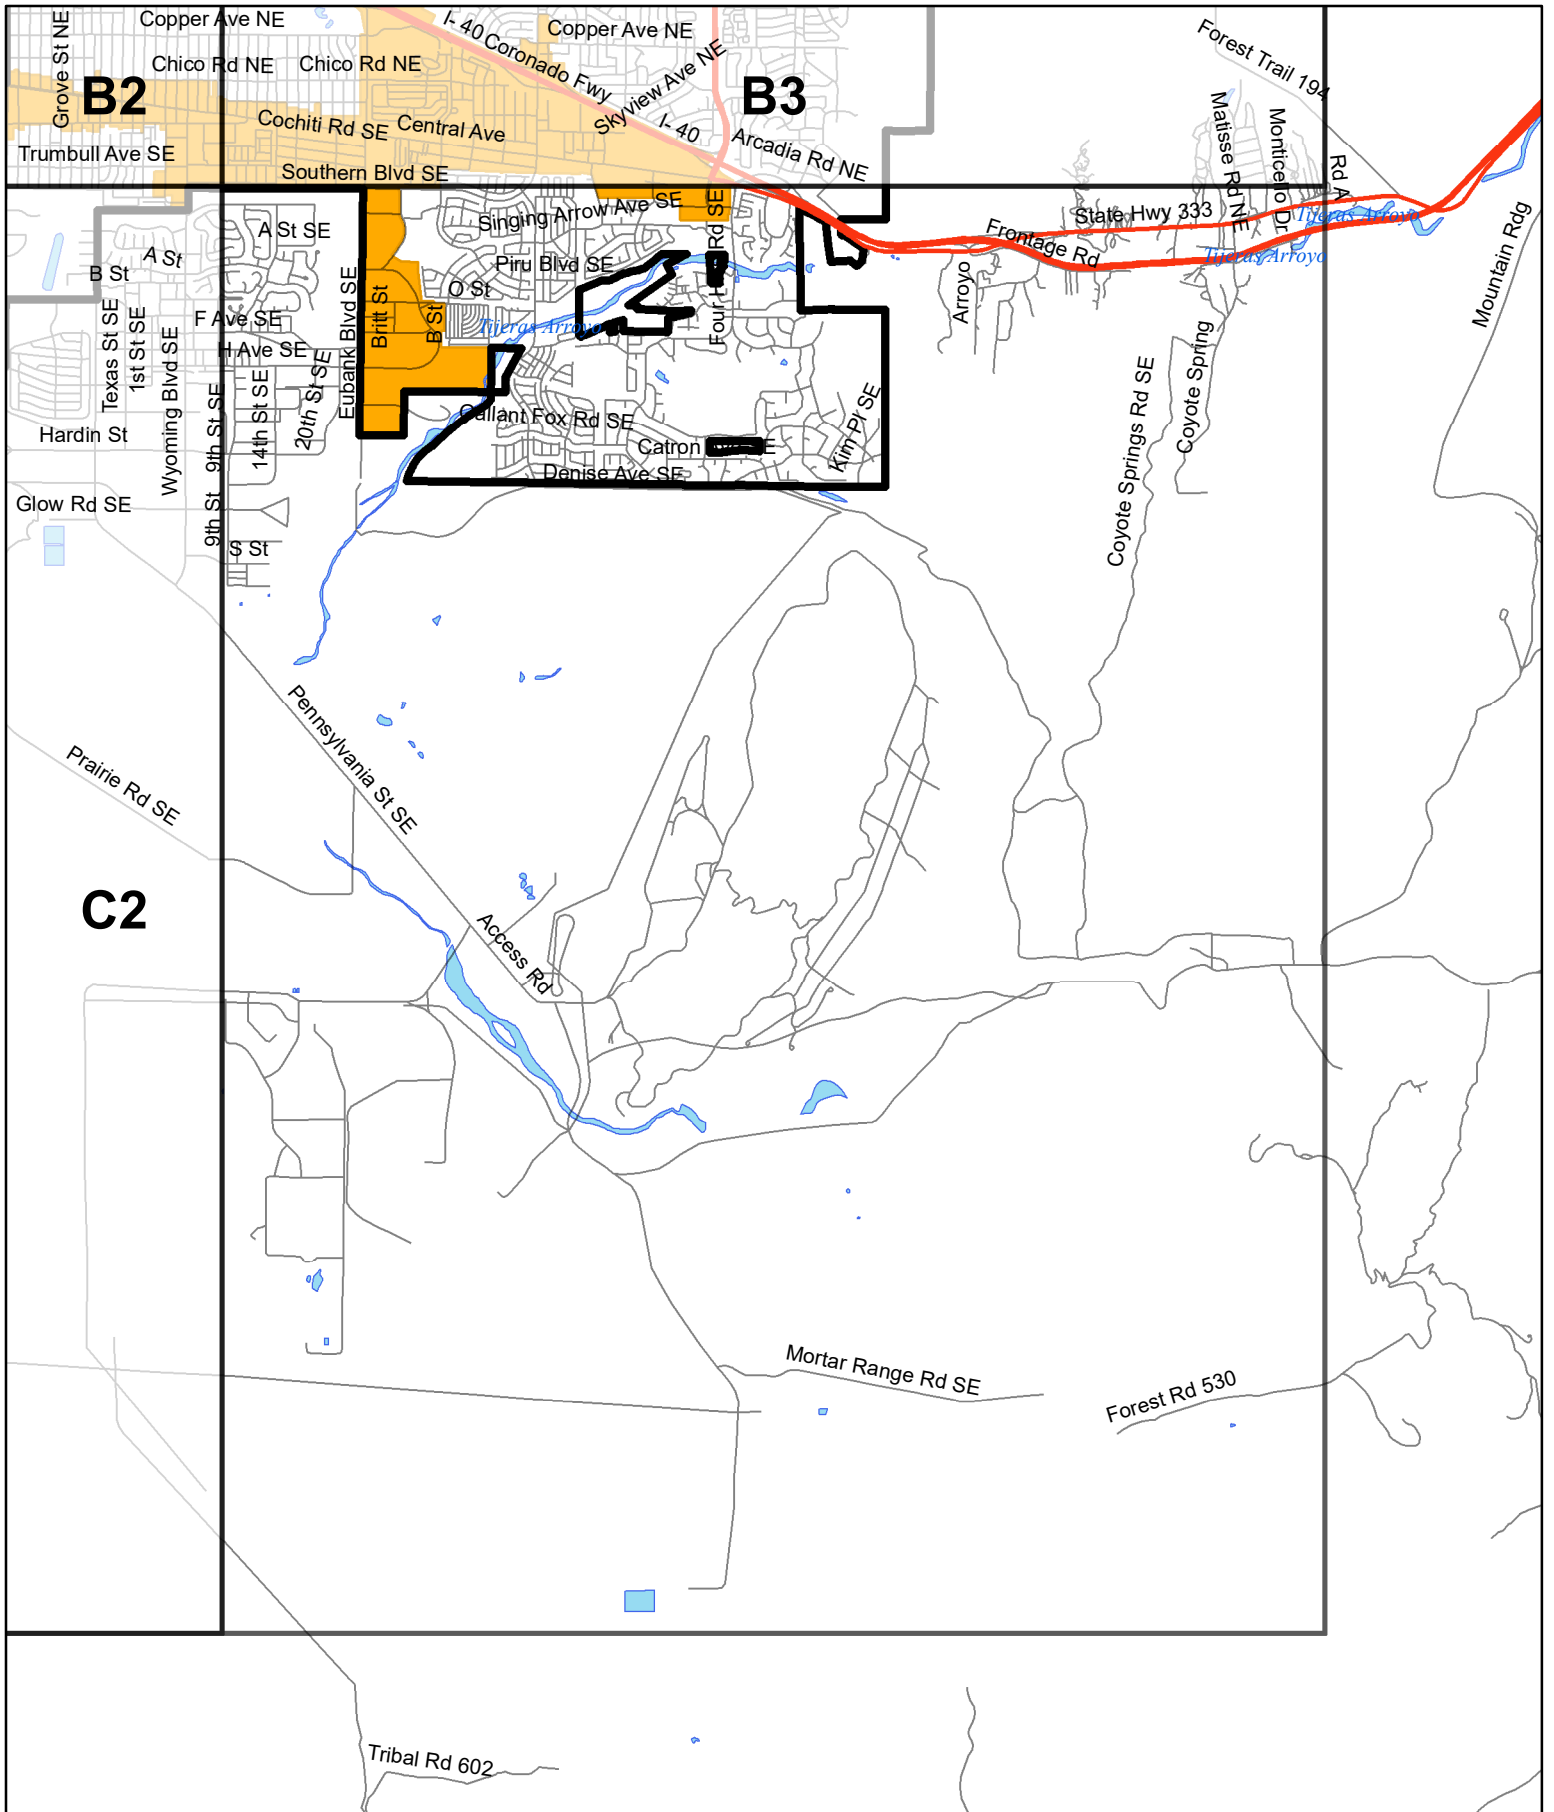 Copper Ave NE
I- 40 Coronado Fwy
Copper Ave NE
Forest Trail 194
Grove St NE
Chico Rd NE
Chico Rd NE
Skyview Ave NE
B2
B3
Matisse Rd NE
Monticello Dr
Cochiti Rd SE
Central Ave
I- 40
Arcadia Rd NE
Trumbull Ave SE
Southern Blvd SE
Rd A
Singing Arrow Ave SE
State Hwy 333
Tijeras Arroyo
Mountain Rdg
A St SE
Frontage Rd
A St
B St
Piru Blvd SE
Tijeras Arroyo
O St
Arroyo
Texas St SE
1st St SE
F Ave SE
Eubank Blvd SE
Britt St
B St
Tijeras Arroyo
Rd SE
H Ave SE
Wyoming Blvd SE
9th St SE
14th St SE
20th St SE
Coyote Springs Rd SE
Coyote Spring
Gallant Fox Rd SE
Kim Pl SE
Hardin St
Catron
Denise Ave SE
Glow Rd SE
9th St
S St
Pennsylvania St SE
Prairie Rd SE
C2
Access Rd
Mortar Range Rd SE
Forest Rd 530
Tribal Rd 602